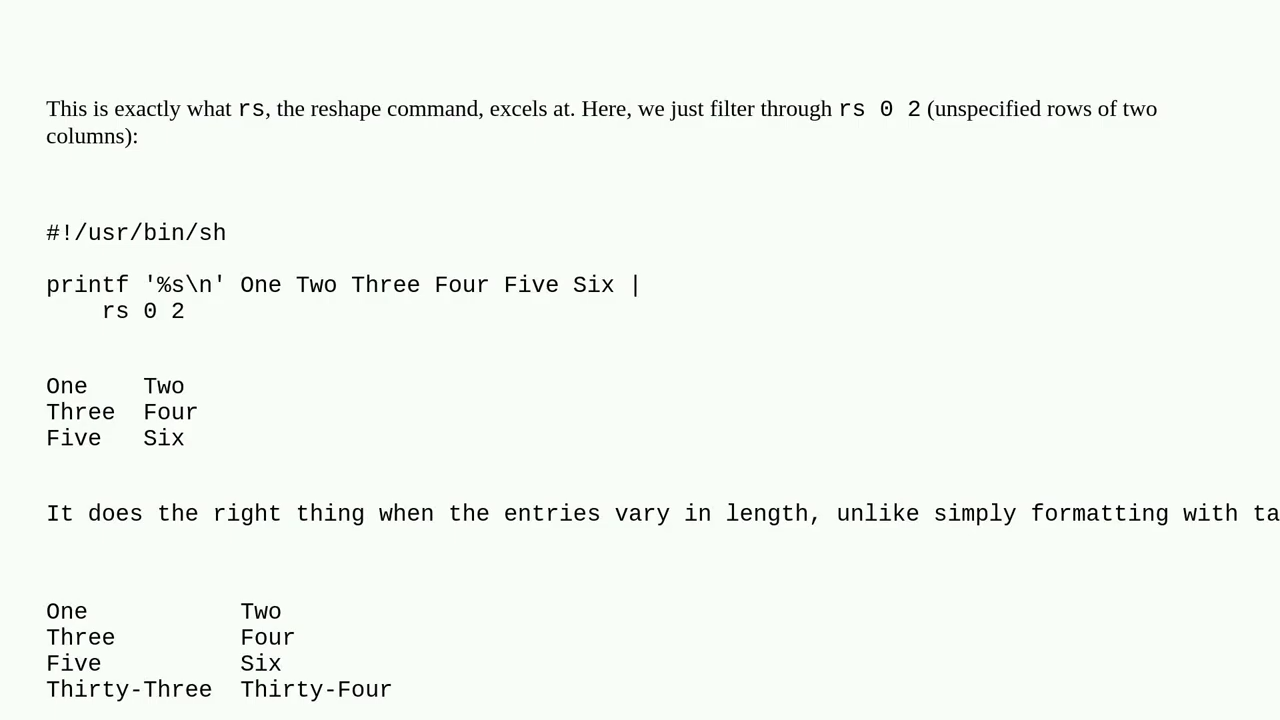 This is exactly what rs, the reshape command, excels at. Here, we just filter through rs 0 2 (unspecified rows of two
columns):
#!/usr/bin/sh
printf '%s\n' One Two Three Four Five Six |
    rs 0 2
One    Two
Three  Four
Five   Six
It does the right thing when the entries vary in length, unlike simply formatting with ta
One           Two
Three         Four
Five          Six
Thirty-Three  Thirty-Four